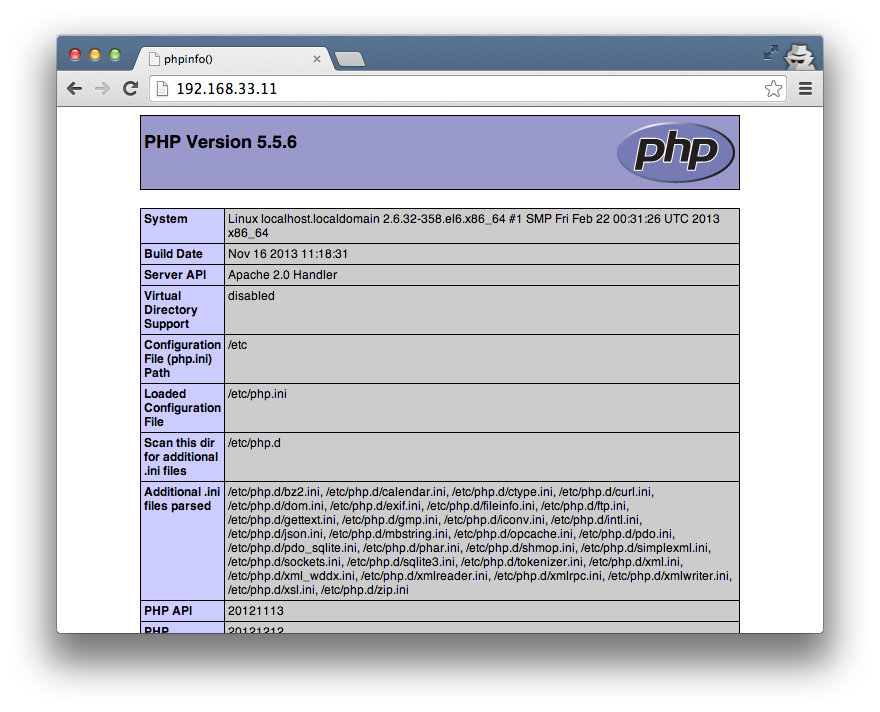 phpinfo()
192.168.33.11
PHP Version 5.5.6
php
System
Linux localhost.localdomain 2.6.32-358.el6.x86_64 #1 SMP Fri Feb 22 00:31:26 UTC 2013
x86_64
Build Date
Nov 16 2013 11:18:31
Server API
Apache 2.0 Handler
Virtual
Directory
Support
disabled
Configuration
File (php.ini)
Path
/etc
Loaded
Configuration
File
/etc/php.ini
Scan this dir
for additional
.ini files
/etc/php.d
Additional .ini
files parsed
/etc/php.d/bz2.ini, /etc/php.d/calendar.ini, /etc/php.d/ctype.ini, /etc/php.d/curl.ini,
/etc/php.d/dom.ini, /etc/php.d/exif.ini, /etc/php.d/fileinfo.ini, /etc/php.d/ftp.ini,
/etc/php.d/gettext.ini, /etc/php.d/gmp.ini, /etc/php.d/iconv.ini, /etc/php.d/intl.ini,
/etc/php.d/json.ini, /etc/php.d/mbstring.ini, /etc/php.d/opcache.ini, /etc/php.d/pdo.ini,
/etc/php.d/pdo_sqlite.ini, /etc/php.d/phar.ini, /etc/php.d/shmop.ini, /etc/php.d/simplexml.ini,
/etc/php.d/sockets.ini, /etc/php.d/sqlite3.ini, /etc/php.d/tokenizer.ini, /etc/php.d/xml.ini,
/etc/php.d/xml_wddx.ini, /etc/php.d/xmlreader.ini, /etc/php.d/xmlrpc.ini, /etc/php.d/xmlwriter.ini,
/etc/php.d/xsl.ini, /etc/php.d/zip.ini
PHP API
20121113
PHP
20121212